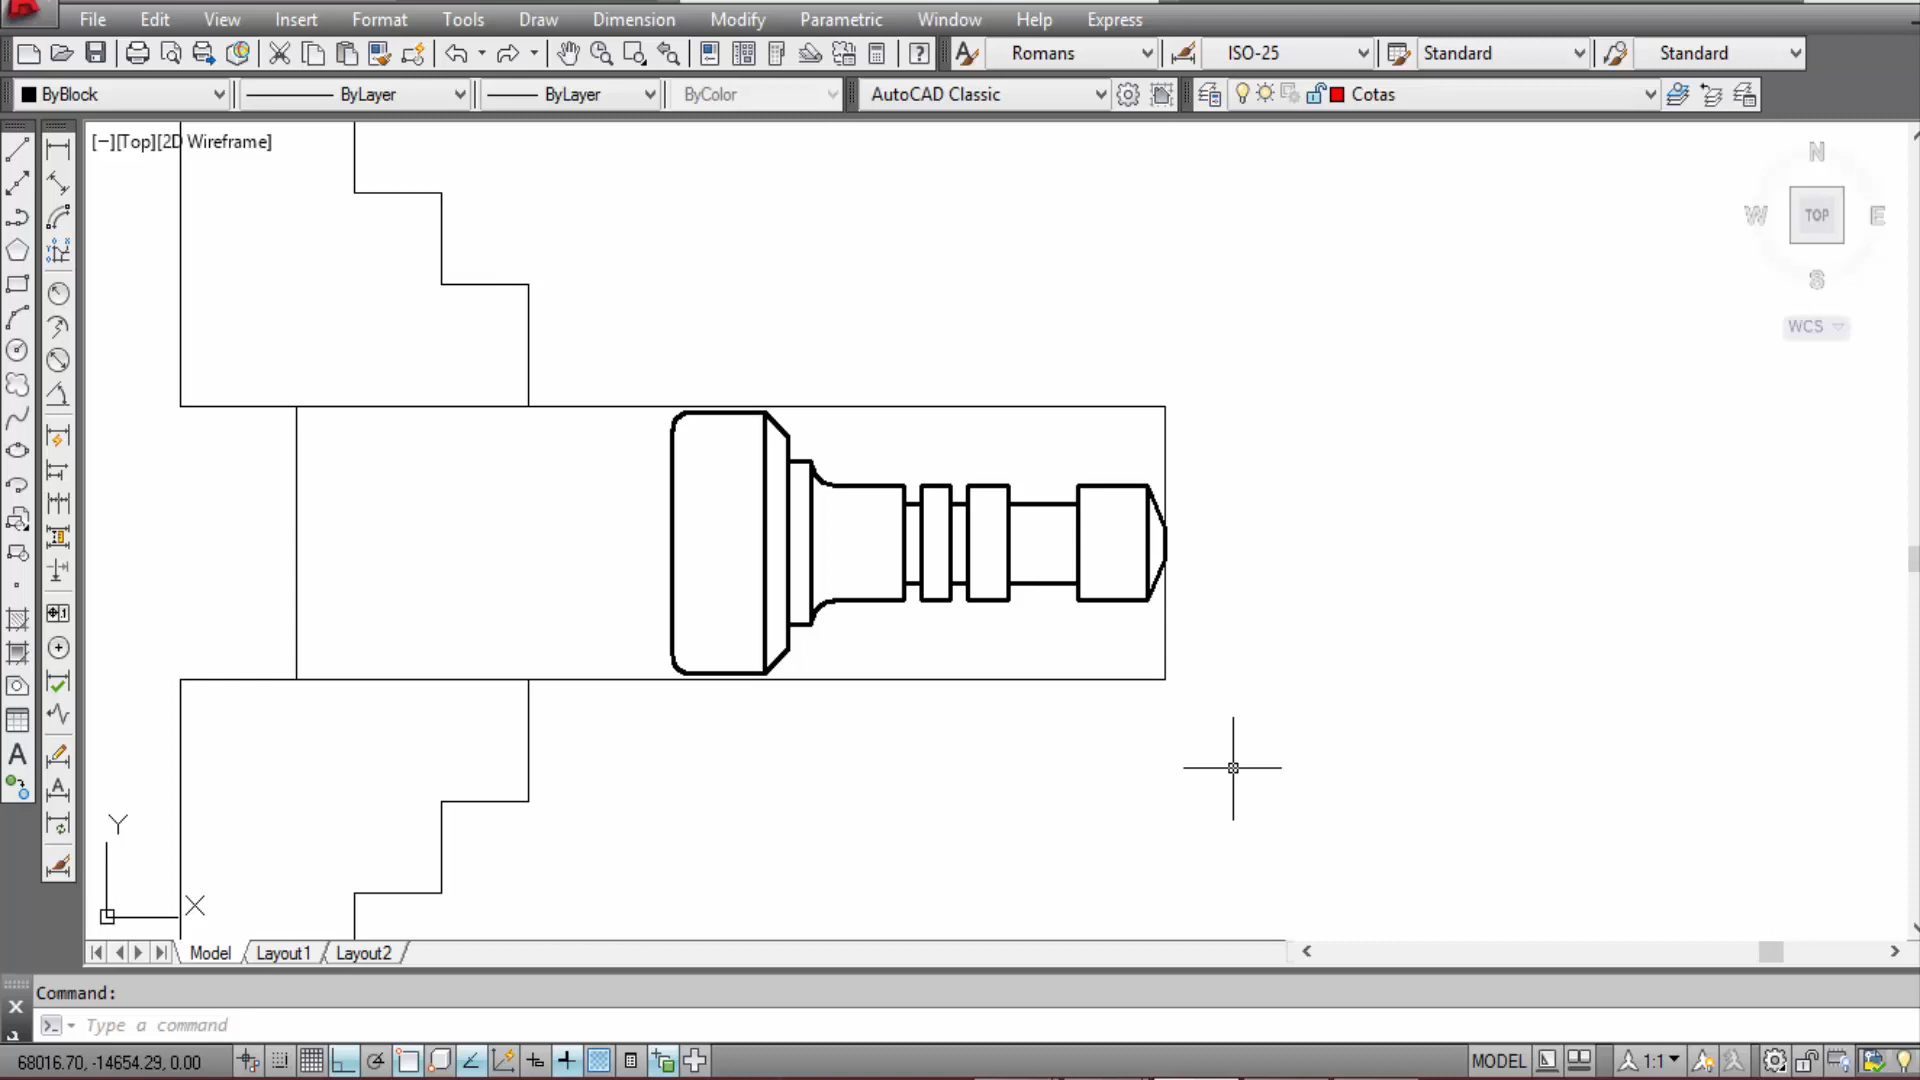 File Edit View Insert Format Tools Draw Dimension Modify Parametric Window Help Express
Romans ISO-25 Standard Standard
ByBlock ByLayer ByLayer ByColor AutoCAD Classic Cotas
[−][Top][2D Wireframe]
N
W TOP E
S
WCS
A
Y
X
Model Layout1 Layout2
Command:
Type a command
68016.70, -14654.29, 0.00 MODEL 1:1